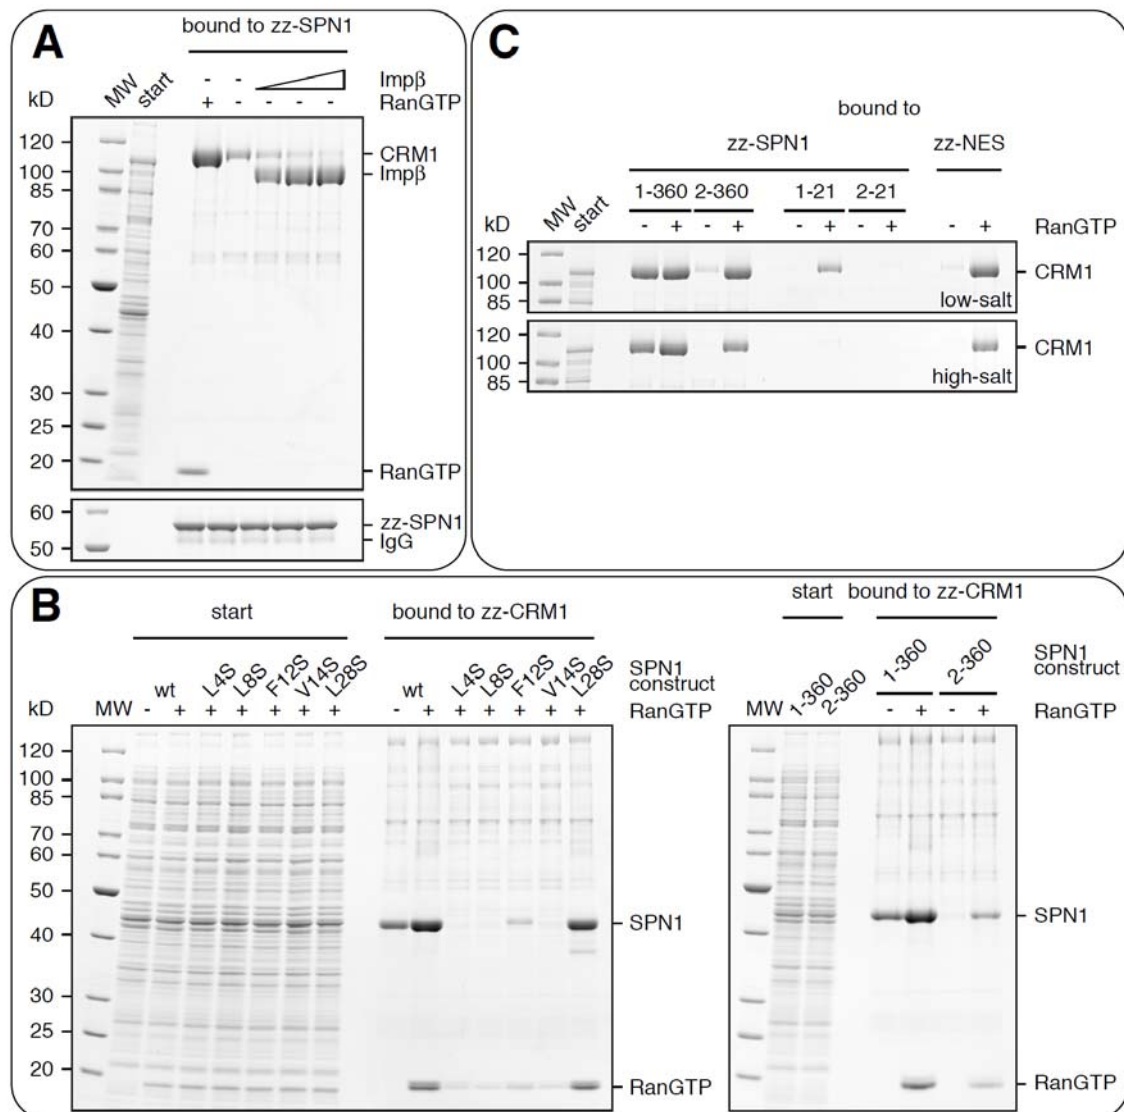 A
bound to zz-SPN1
- - Impβ
+ - - - - RanGTP
kD MW start
120
100
85
70
60
50
40
30
25
20
CRM1
Impβ
RanGTP
60
50
zz-SPN1
IgG
C
bound to
zz-SPN1 zz-NES
1-360 2-360 1-21 2-21
kD MW start - + - + - + - + - + RanGTP
120
100
85
CRM1
low-salt
120
100
85
CRM1
high-salt
B
start bound to zz-CRM1
wt L4S L8S F12S V14S L28S wt L4S L8S F12S V14S L28S SPN1 construct
kD MW - + + + + + + - + + + + + + RanGTP
120
100
85
70
60
50
40
30
25
20
SPN1
RanGTP
start bound to zz-CRM1
1-360 2-360 1-360 2-360 SPN1 construct
MW - + - + RanGTP
SPN1
RanGTP